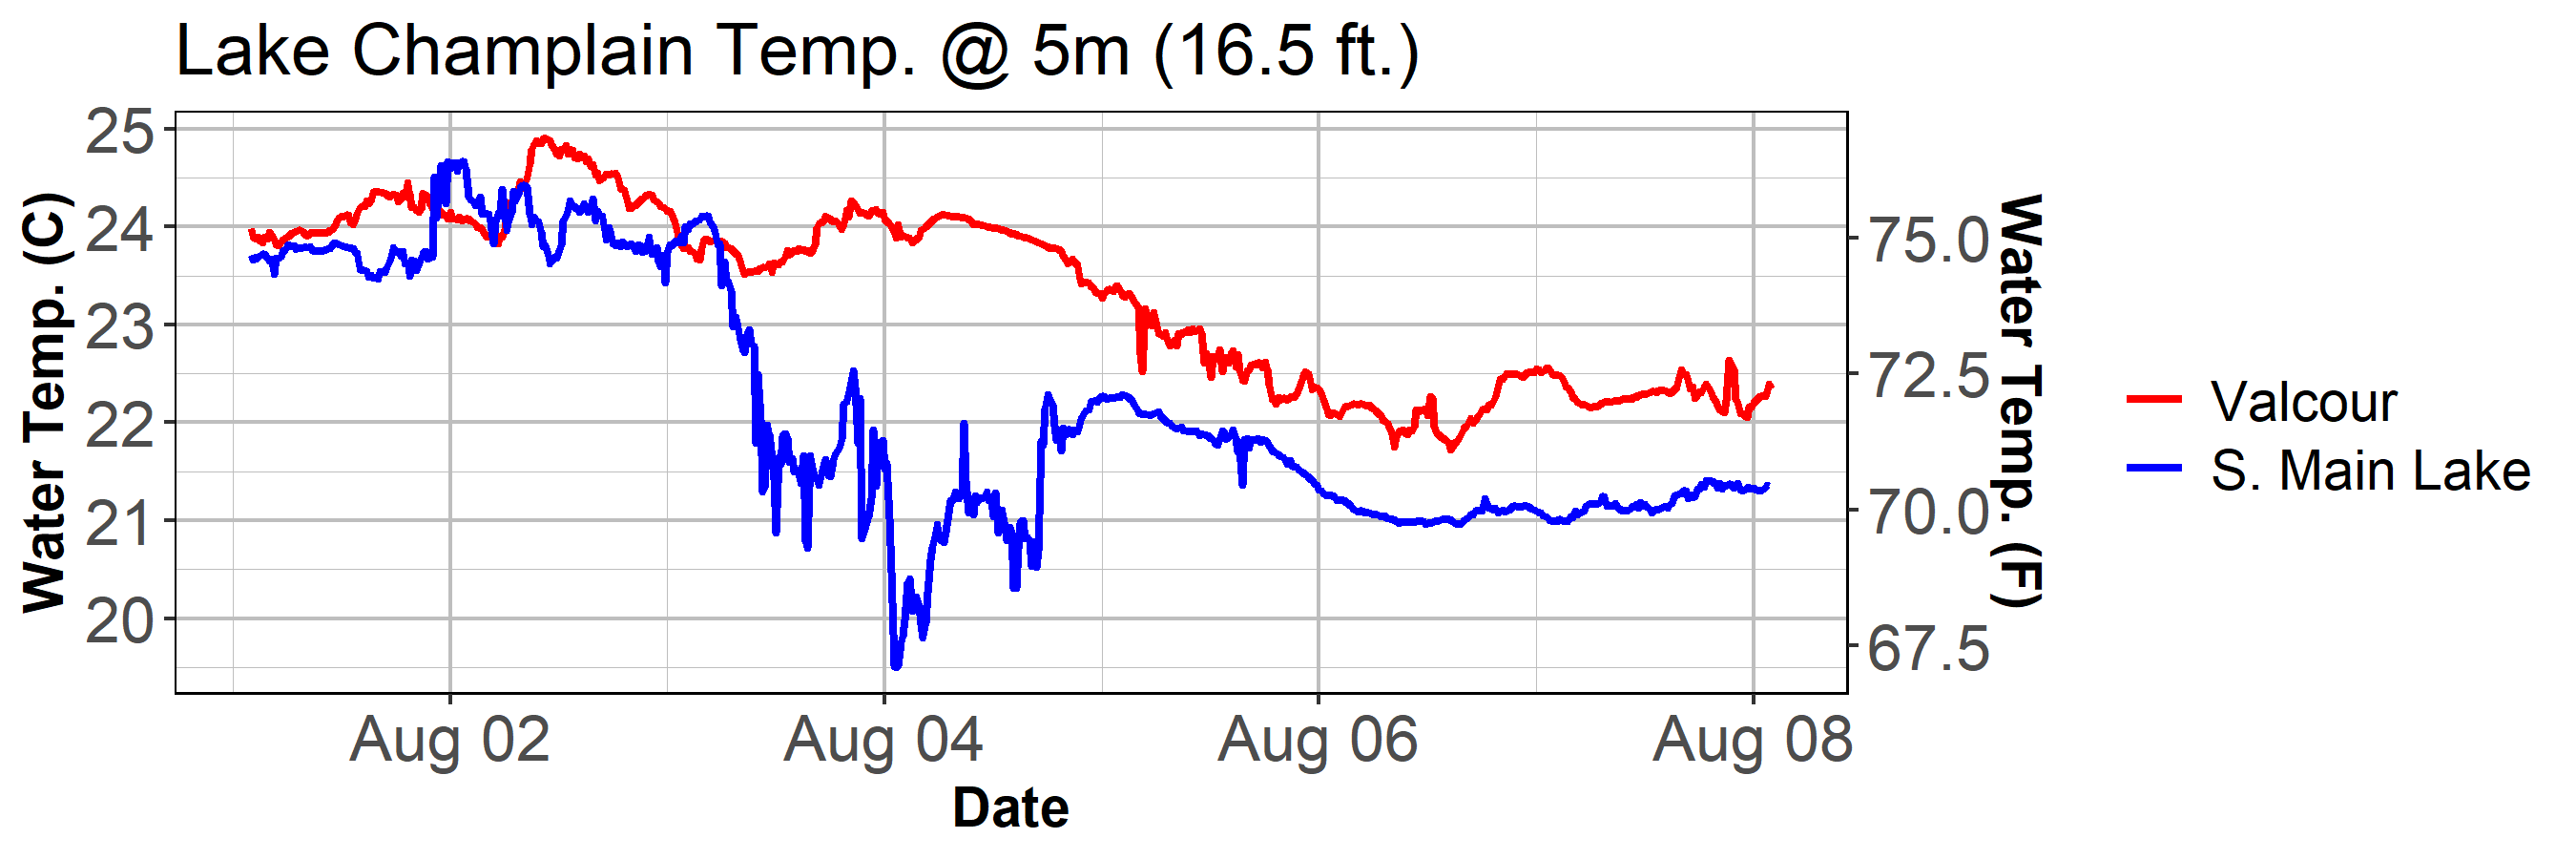 Lake Champlain Temp. @ 5m (16.5 ft.)
Water Temp. (C)
25
24
23
22
21
20
75.0
72.5
70.0
67.5
Water Temp. (F)
Aug 02
Aug 04
Aug 06
Aug 08
Date
Valcour
S. Main Lake